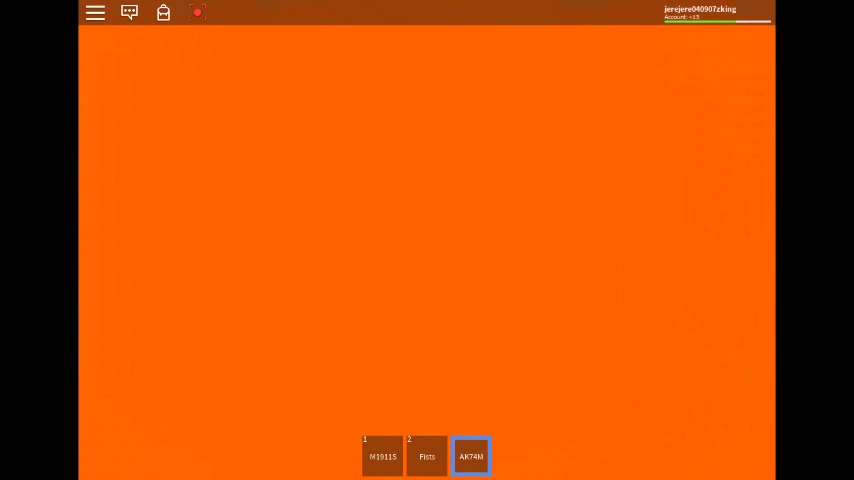 jerejere040907zking
Account: <13
1
M1911S
2
Fists
AK74M